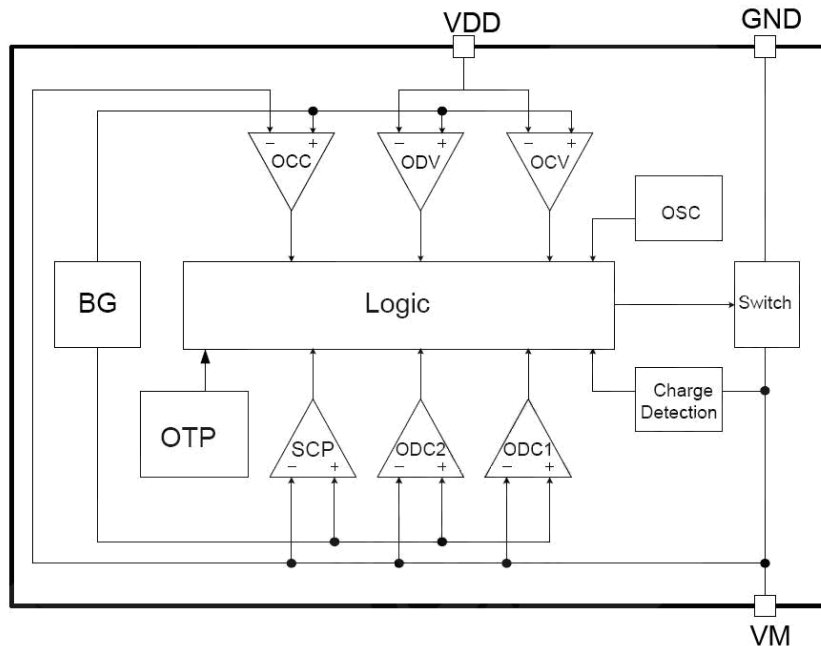 VDD
GND
− + − + − +
OCC ODV OCV
OSC
BG
Logic
Switch
OTP
Charge
Detection
SCP ODC2 ODC1
− + − + − +
VM